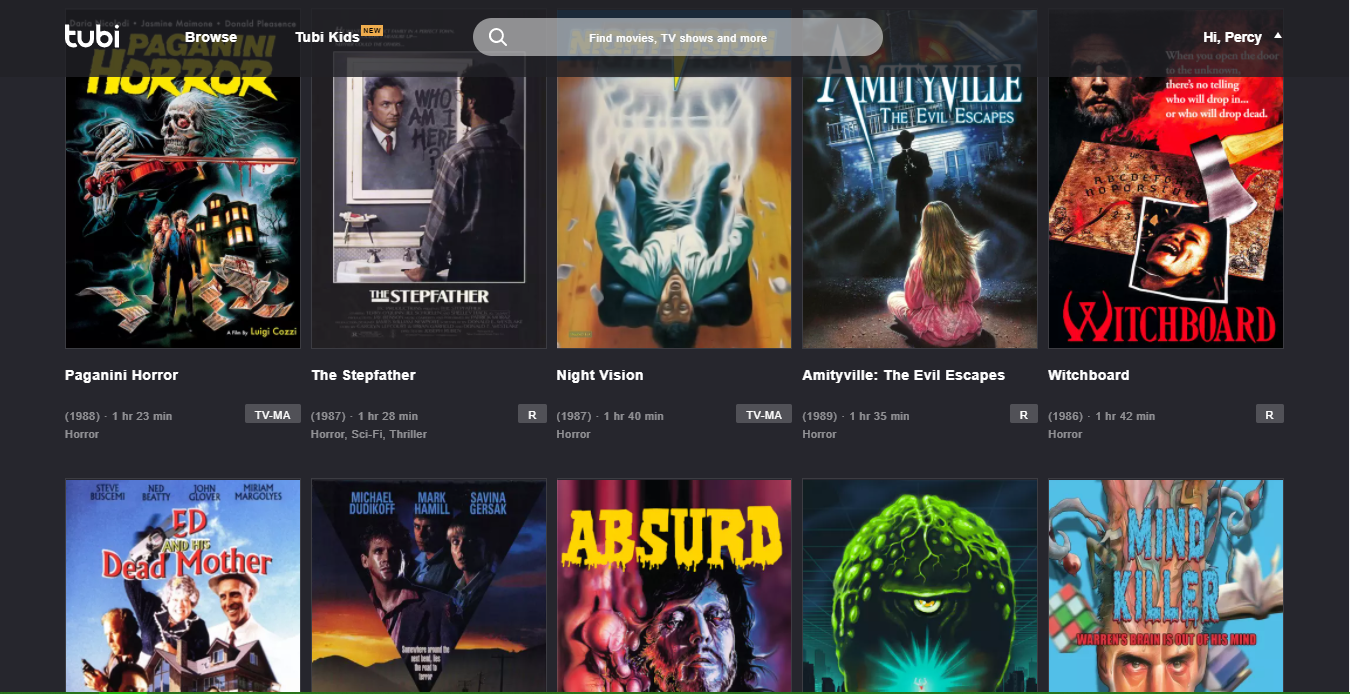 Daria Nicolodi • Jasmine Maimone • Donald Pleasence
tubi
Browse
Tubi Kids
NEW
Find movies, TV shows and more
Hi, Percy
PAGANINI
HORROR
A Film By Luigi Cozzi
WHO
AM I
HERE
?
THE STEPFATHER
NIGHT VISION
AMITYVILLE
THE EVIL ESCAPES
When you open the door
to the unknown,
there's no telling
who will drop in...
or who will drop dead.
WITCHBOARD
Paganini Horror
The Stepfather
Night Vision
Amityville: The Evil Escapes
Witchboard
(1988) · 1 hr 23 min
TV-MA
Horror
(1987) · 1 hr 28 min
R
Horror, Sci-Fi, Thriller
(1987) · 1 hr 40 min
TV-MA
Horror
(1989) · 1 hr 35 min
R
Horror
(1986) · 1 hr 42 min
R
Horror
STEVE BUSCEMI
NED BEATTY
JOHN GLOVER
MIRIAM MARGOLYES
ED
AND HIS
Dead Mother
MICHAEL DUDIKOFF
MARK HAMILL
SAVINA GERSAK
Somewhere around the
next bend, lies
the road to
terror
ABSURD
MIND
KILLER
WARREN'S BRAIN IS OUT OF HIS MIND